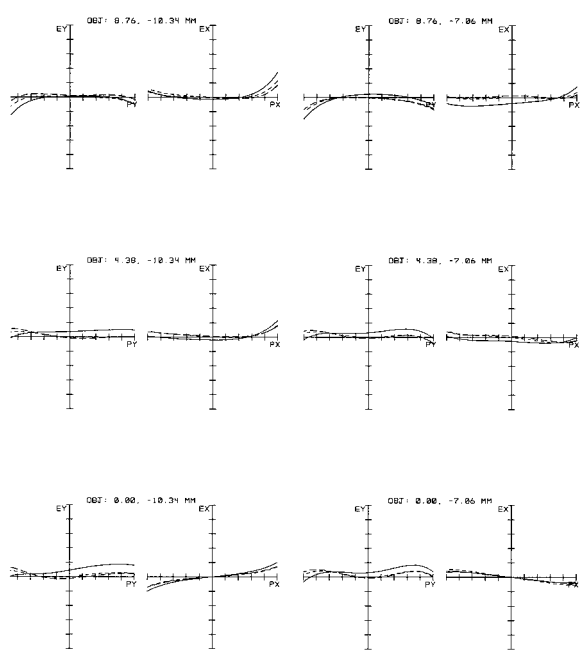 OBJ: 8.76, -10.34 MM
EY EX
PY PX
OBJ: 8.76, -7.06 MM
EY EX
PY PX
OBJ: 4.38, -10.34 MM
EY EX
PY PX
OBJ: 4.38, -7.06 MM
EY EX
PY PX
OBJ: 0.00, -10.34 MM
EY EX
PY PX
OBJ: 0.00, -7.06 MM
EY EX
PY PX